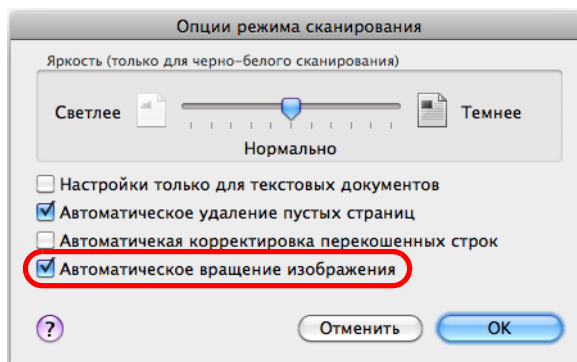 Опции режима сканирования
Яркость (только для черно-белого сканирования)
Светлее Темнее
Нормально
Настройки только для текстовых документов
Автоматическое удаление пустых страниц
Автоматичекая корректировка перекошенных строк
Автоматическое вращение изображения
? Отменить OK